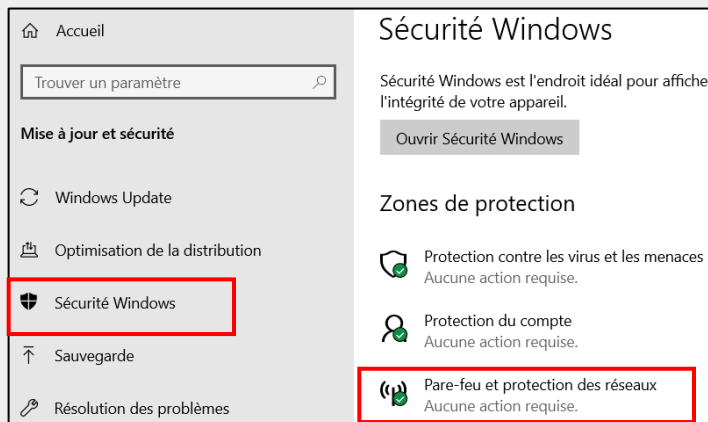 Accueil
Trouver un paramètre
Mise à jour et sécurité
Windows Update
Optimisation de la distribution
Sécurité Windows
Sauvegarde
Résolution des problèmes
Sécurité Windows
Sécurité Windows est l'endroit idéal pour affiche
l'intégrité de votre appareil.
Ouvrir Sécurité Windows
Zones de protection
Protection contre les virus et les menaces
Aucune action requise.
Protection du compte
Aucune action requise.
Pare-feu et protection des réseaux
Aucune action requise.